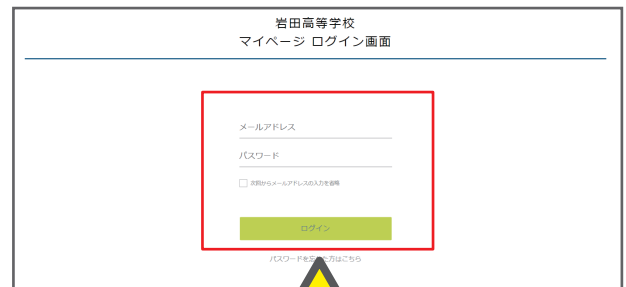 岩田高等学校
マイページ ログイン画面
メールアドレス
パスワード
次回からメールアドレスの入力を省略
ログイン
パスワードを忘れた方はこちら